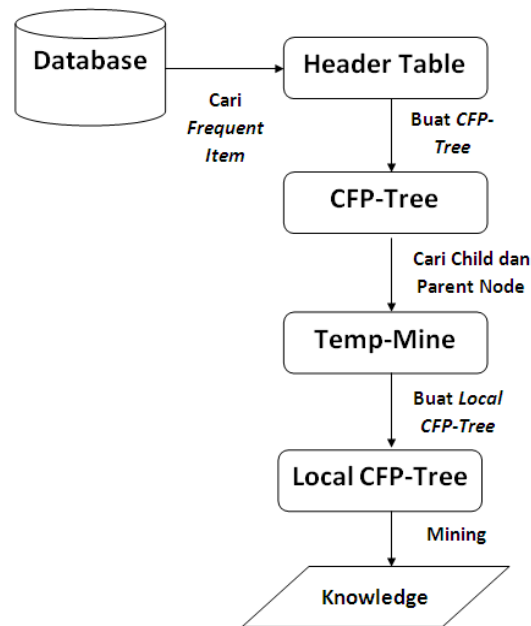 Database
Header Table
Cari
Frequent
Item
Buat CFP-
Tree
CFP-Tree
Cari Child dan
Parent Node
Temp-Mine
Buat Local
CFP-Tree
Local CFP-Tree
Mining
Knowledge